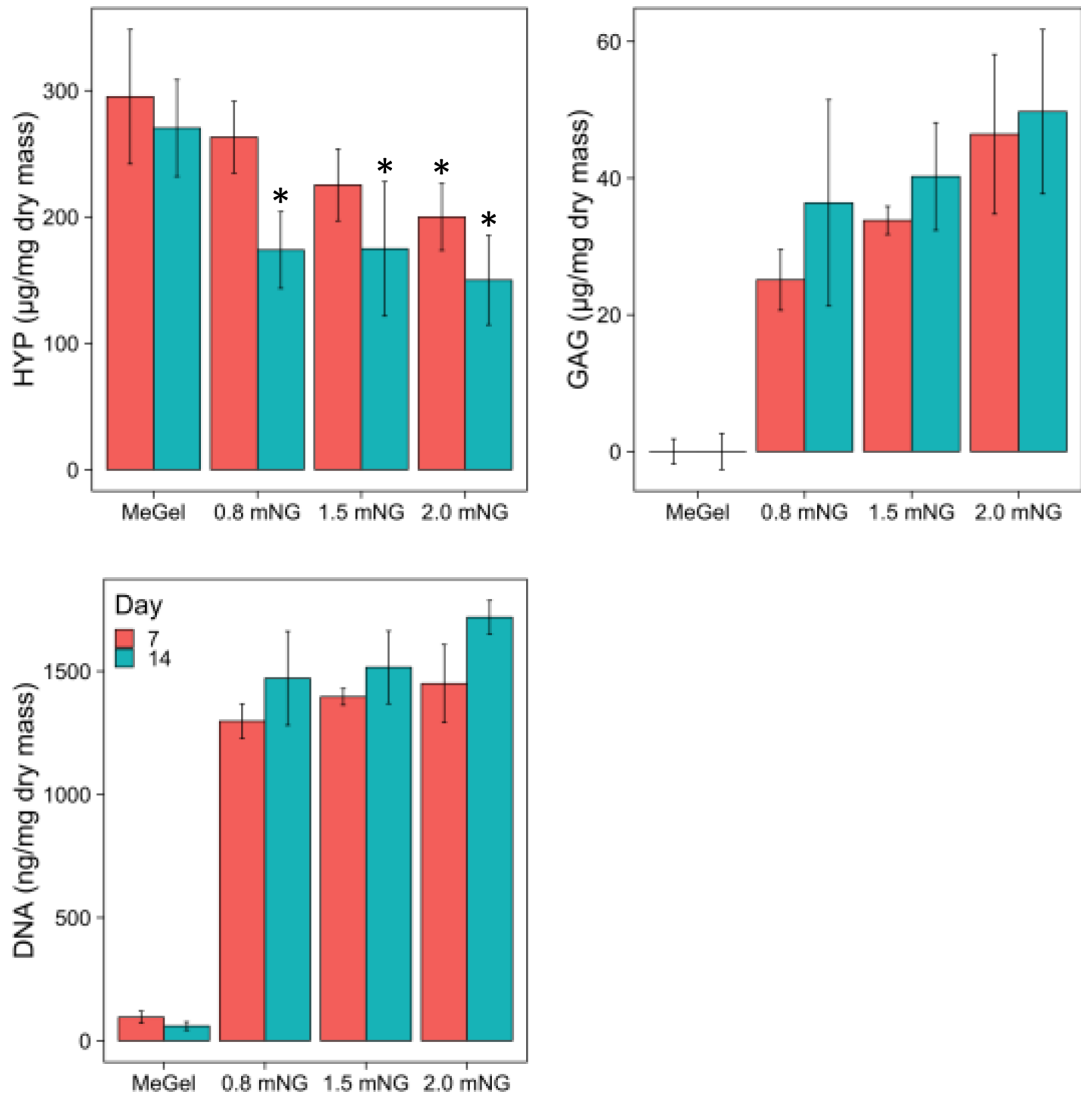 HYP (µg/mg dry mass)
300
200
100
0
*
*
*
*
MeGel 0.8 mNG 1.5 mNG 2.0 mNG
GAG (µg/mg dry mass)
60
40
20
0
MeGel 0.8 mNG 1.5 mNG 2.0 mNG
DNA (ng/mg dry mass)
1500
1000
500
0
Day
7
14
MeGel 0.8 mNG 1.5 mNG 2.0 mNG